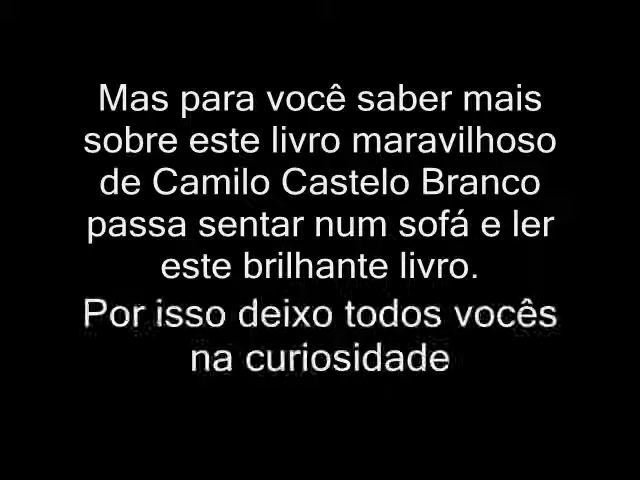 Mas para você saber mais
sobre este livro maravilhoso
de Camilo Castelo Branco
passa sentar num sofá e ler
este brilhante livro.
Por isso deixo todos vocês
na curiosidade